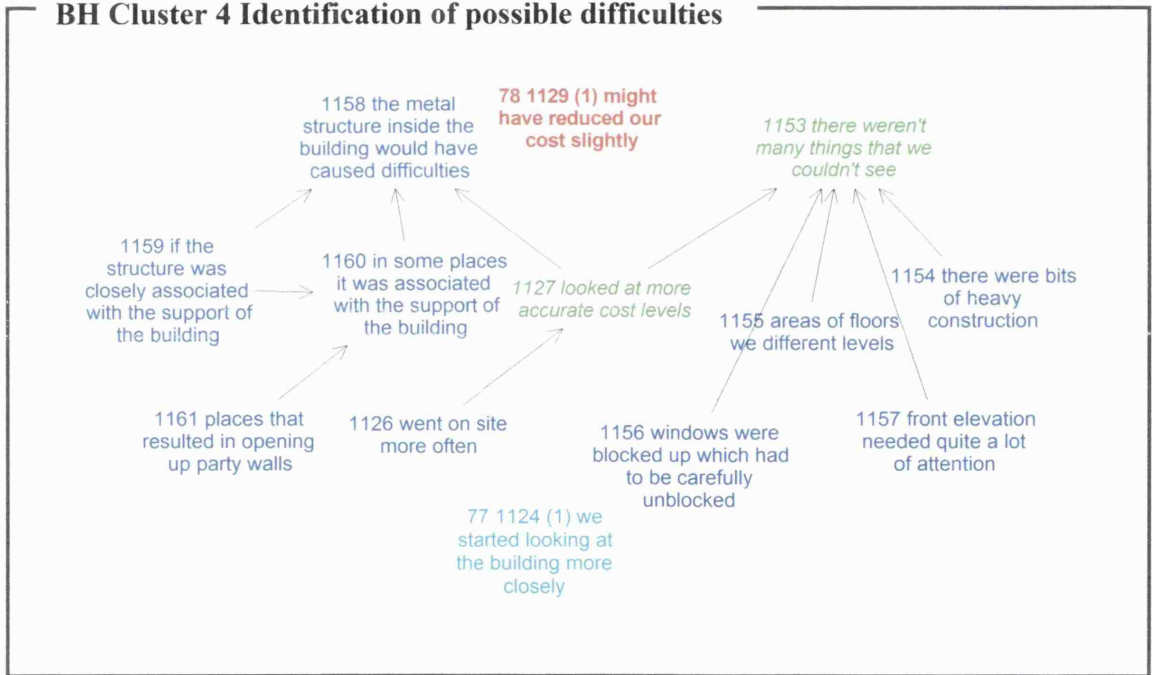 BH Cluster 4 Identification of possible difficulties
1158 the metal
structure inside the
building would have
caused difficulties
78 1129 (1) might
have reduced our
cost slightly
1153 there weren't
many things that we
couldn't see
1159 if the
structure was
closely associated
with the support of
the building
1160 in some places
it was associated
with the support of
the building
1127 looked at more
accurate cost levels
1155 areas of floors
we different levels
1154 there were bits
of heavy
construction
1161 places that
resulted in opening
up party walls
1126 went on site
more often
1156 windows were
blocked up which had
to be carefully
unblocked
1157 front elevation
needed quite a lot
of attention
77 1124 (1) we
started looking at
the building more
closely